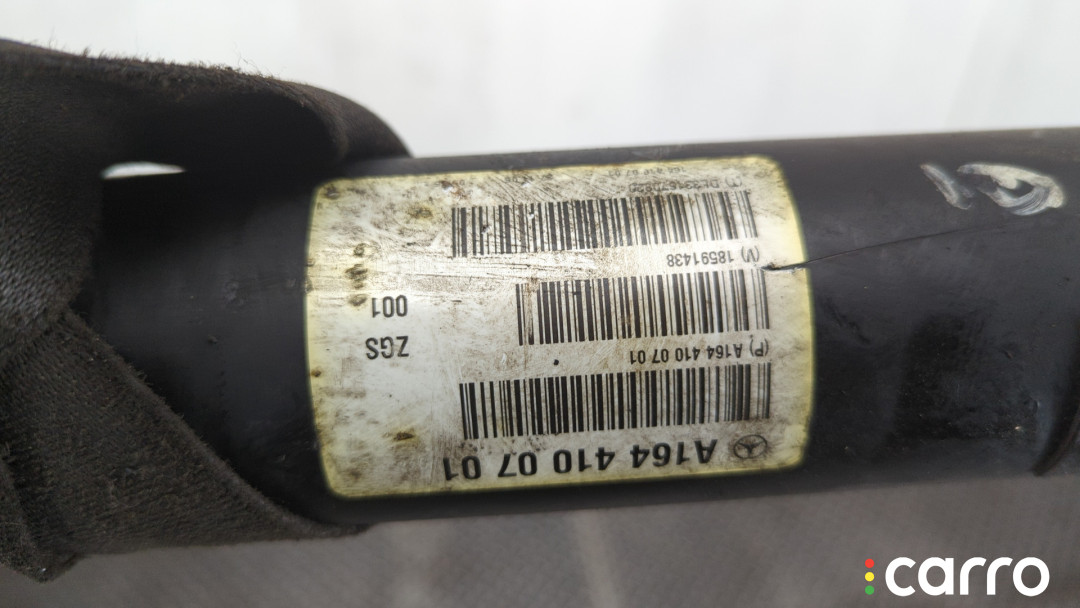 A164 410 07 01
(P) A164 410 07 01
ZGS
001
(V) 18591438
carro